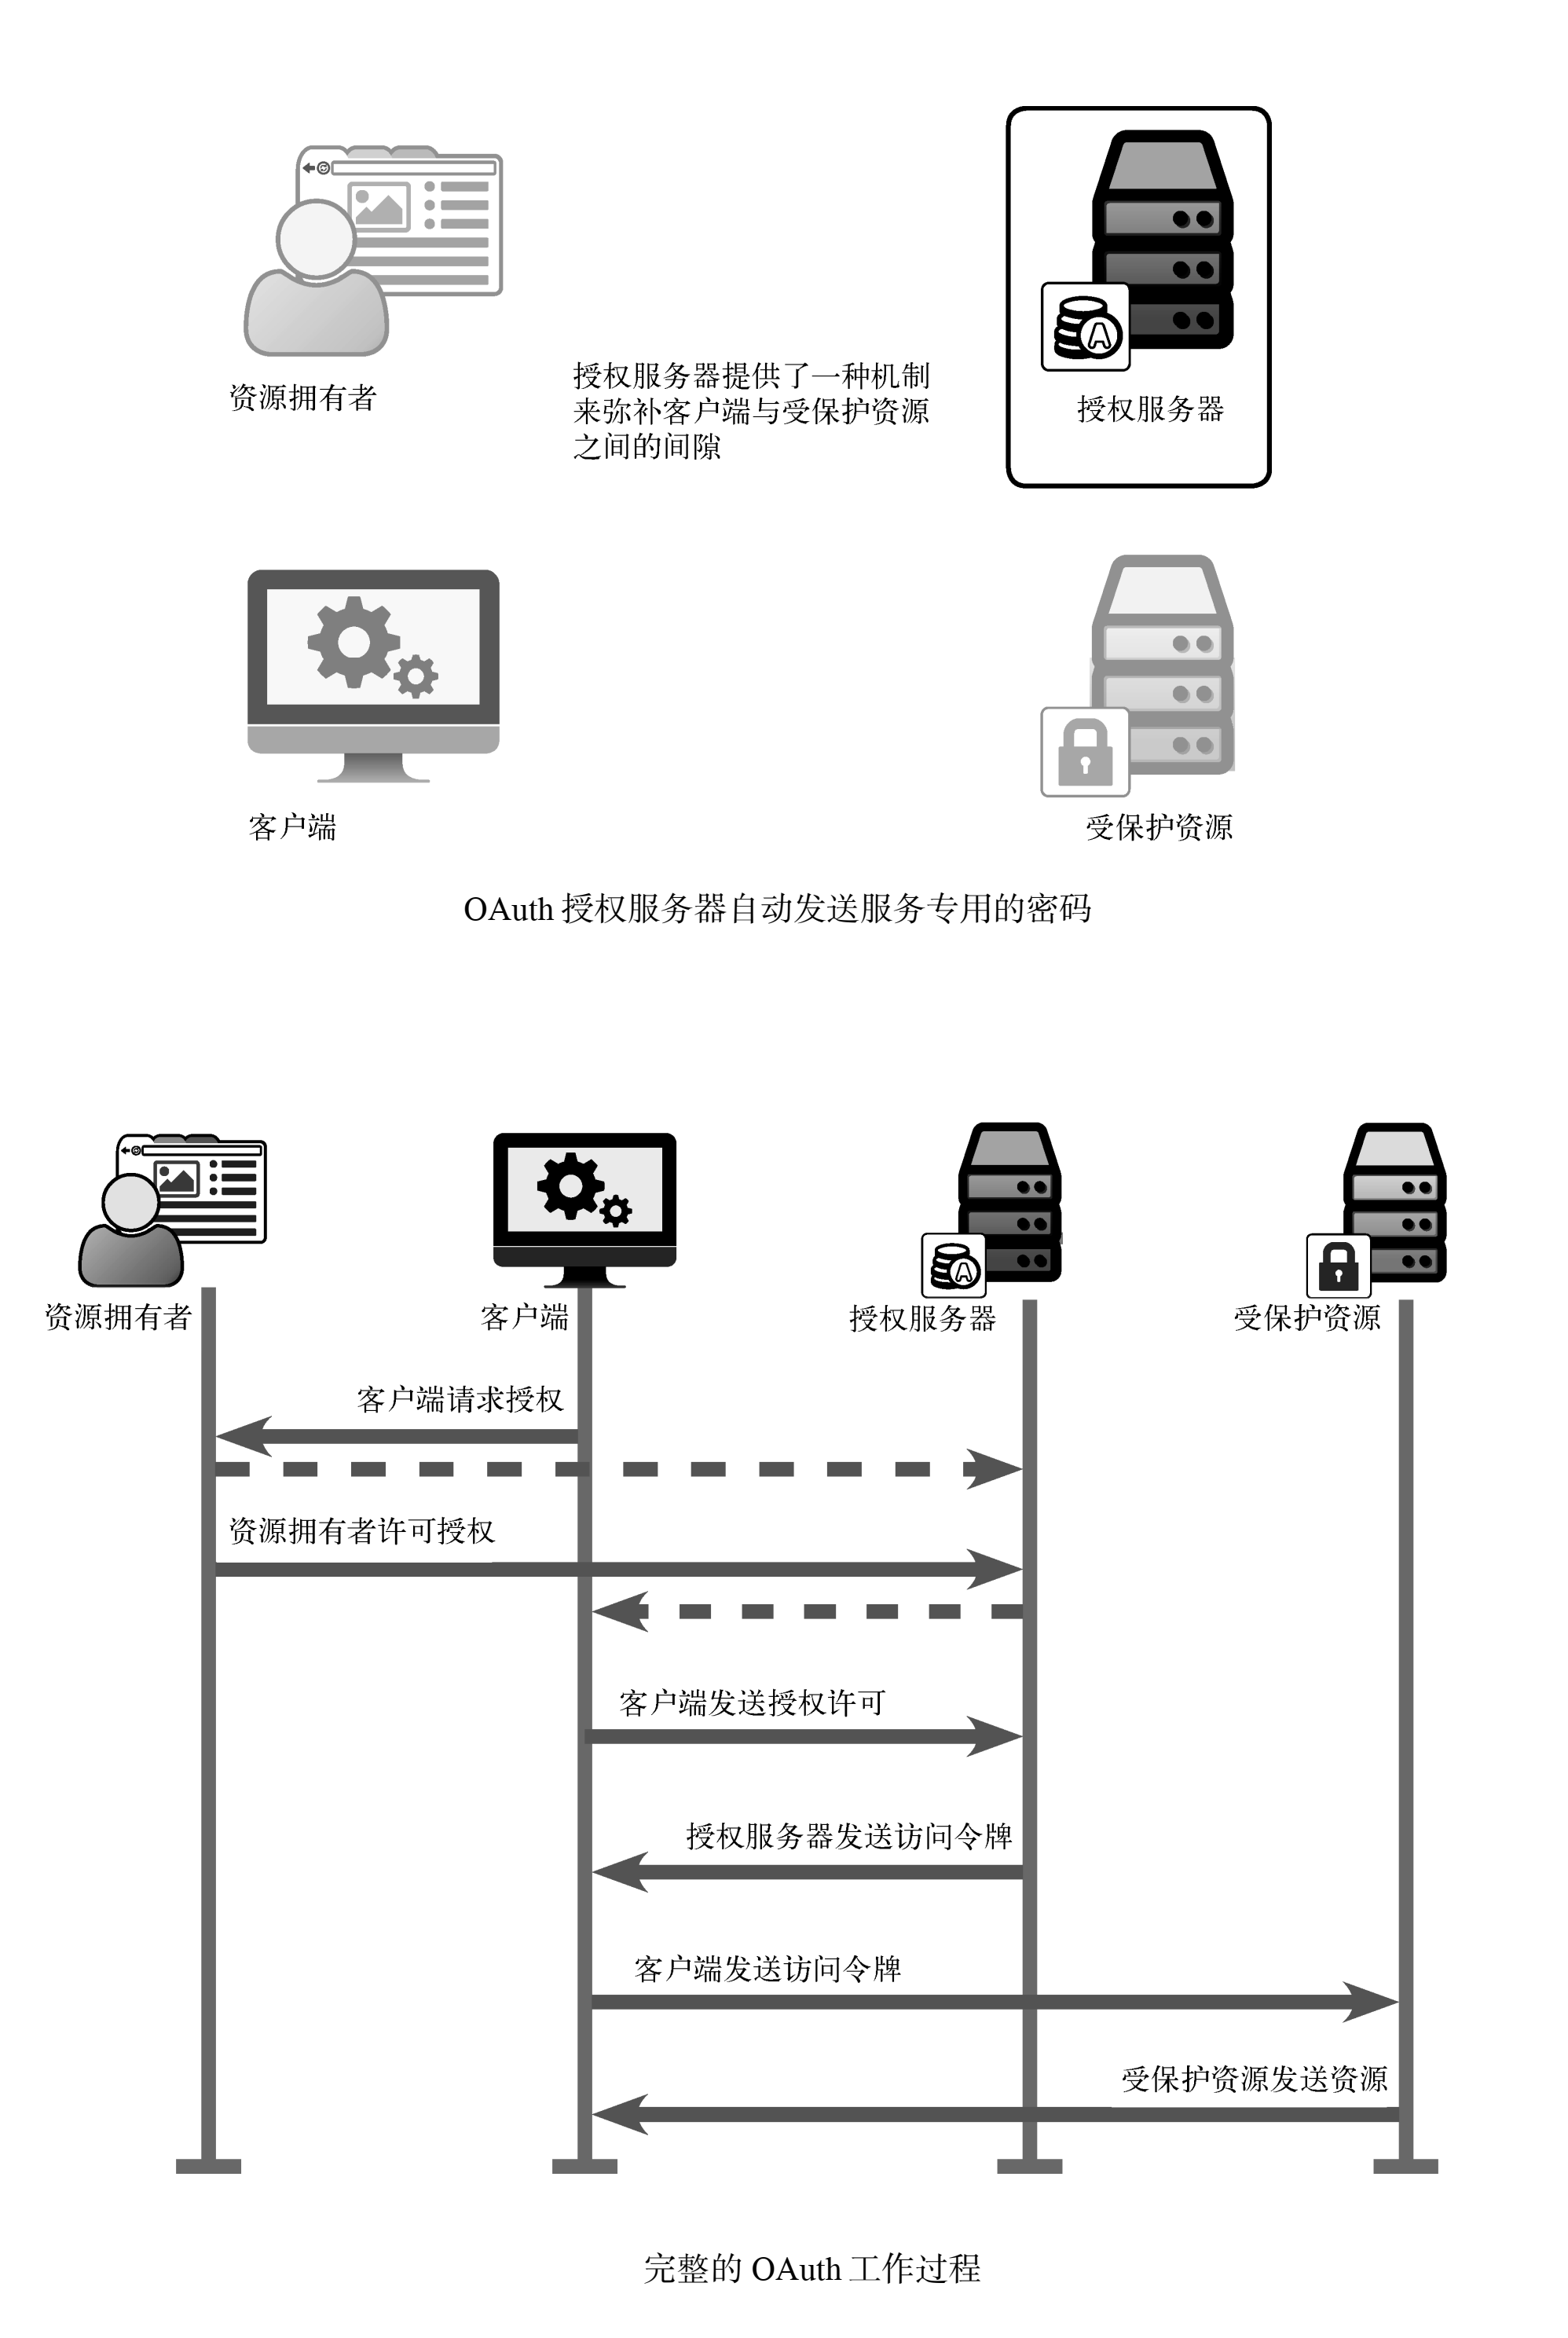 资源拥有者
授权服务器提供了一种机制
来弥补客户端与受保护资源
之间的间隙
授权服务器
客户端
受保护资源
OAuth 授权服务器自动发送服务专用的密码
资源拥有者
客户端
授权服务器
受保护资源
客户端请求授权
资源拥有者许可授权
客户端发送授权许可
授权服务器发送访问令牌
客户端发送访问令牌
受保护资源发送资源
完整的 OAuth 工作过程